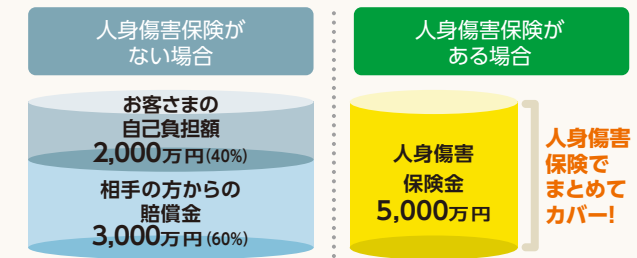 人身傷害保険が
ない場合
お客さまの
自己負担額
2,000万円(40%)
相手の方からの
賠償金
3,000万円(60%)
人身傷害保険が
ある場合
人身傷害
保険金
5,000万円
人身傷害
保険で
まとめて
カバー!